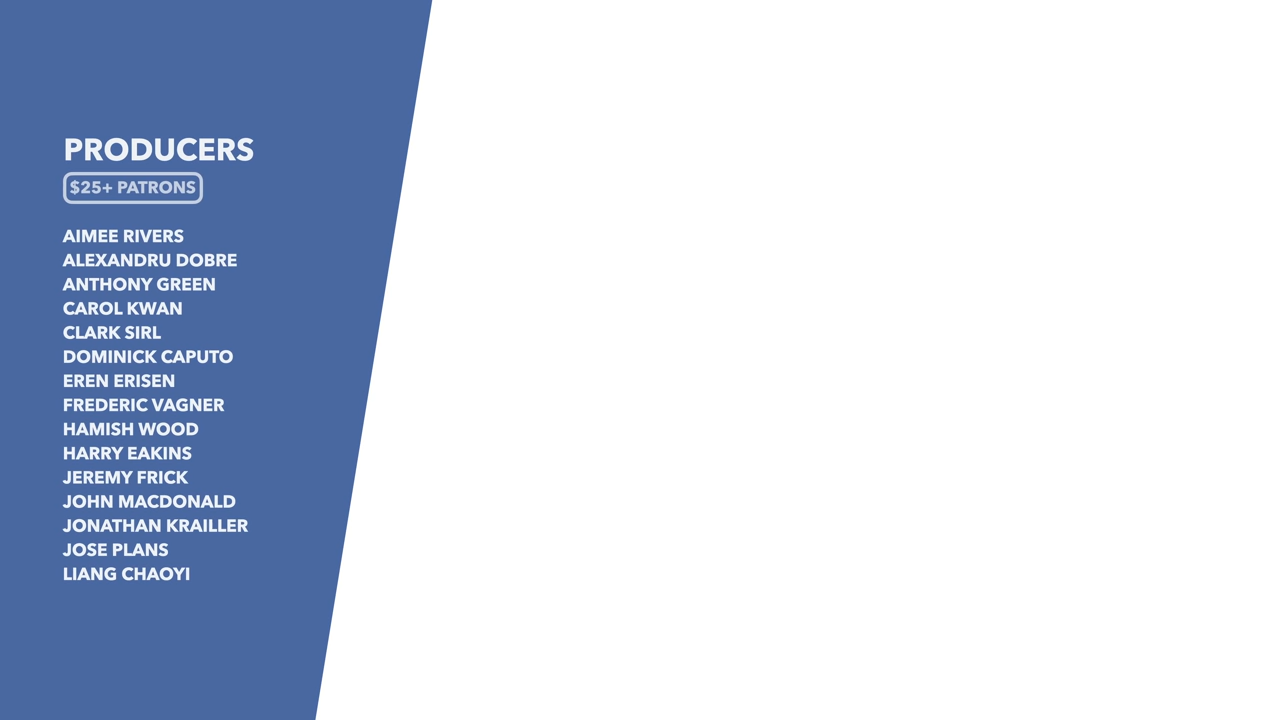 PRODUCERS
$25+ PATRONS
AIMEE RIVERS
ALEXANDRU DOBRE
ANTHONY GREEN
CAROL KWAN
CLARK SIRL
DOMINICK CAPUTO
EREN ERISEN
FREDERIC VAGNER
HAMISH WOOD
HARRY EAKINS
JEREMY FRICK
JOHN MACDONALD
JONATHAN KRAILLER
JOSE PLANS
LIANG CHAOYI